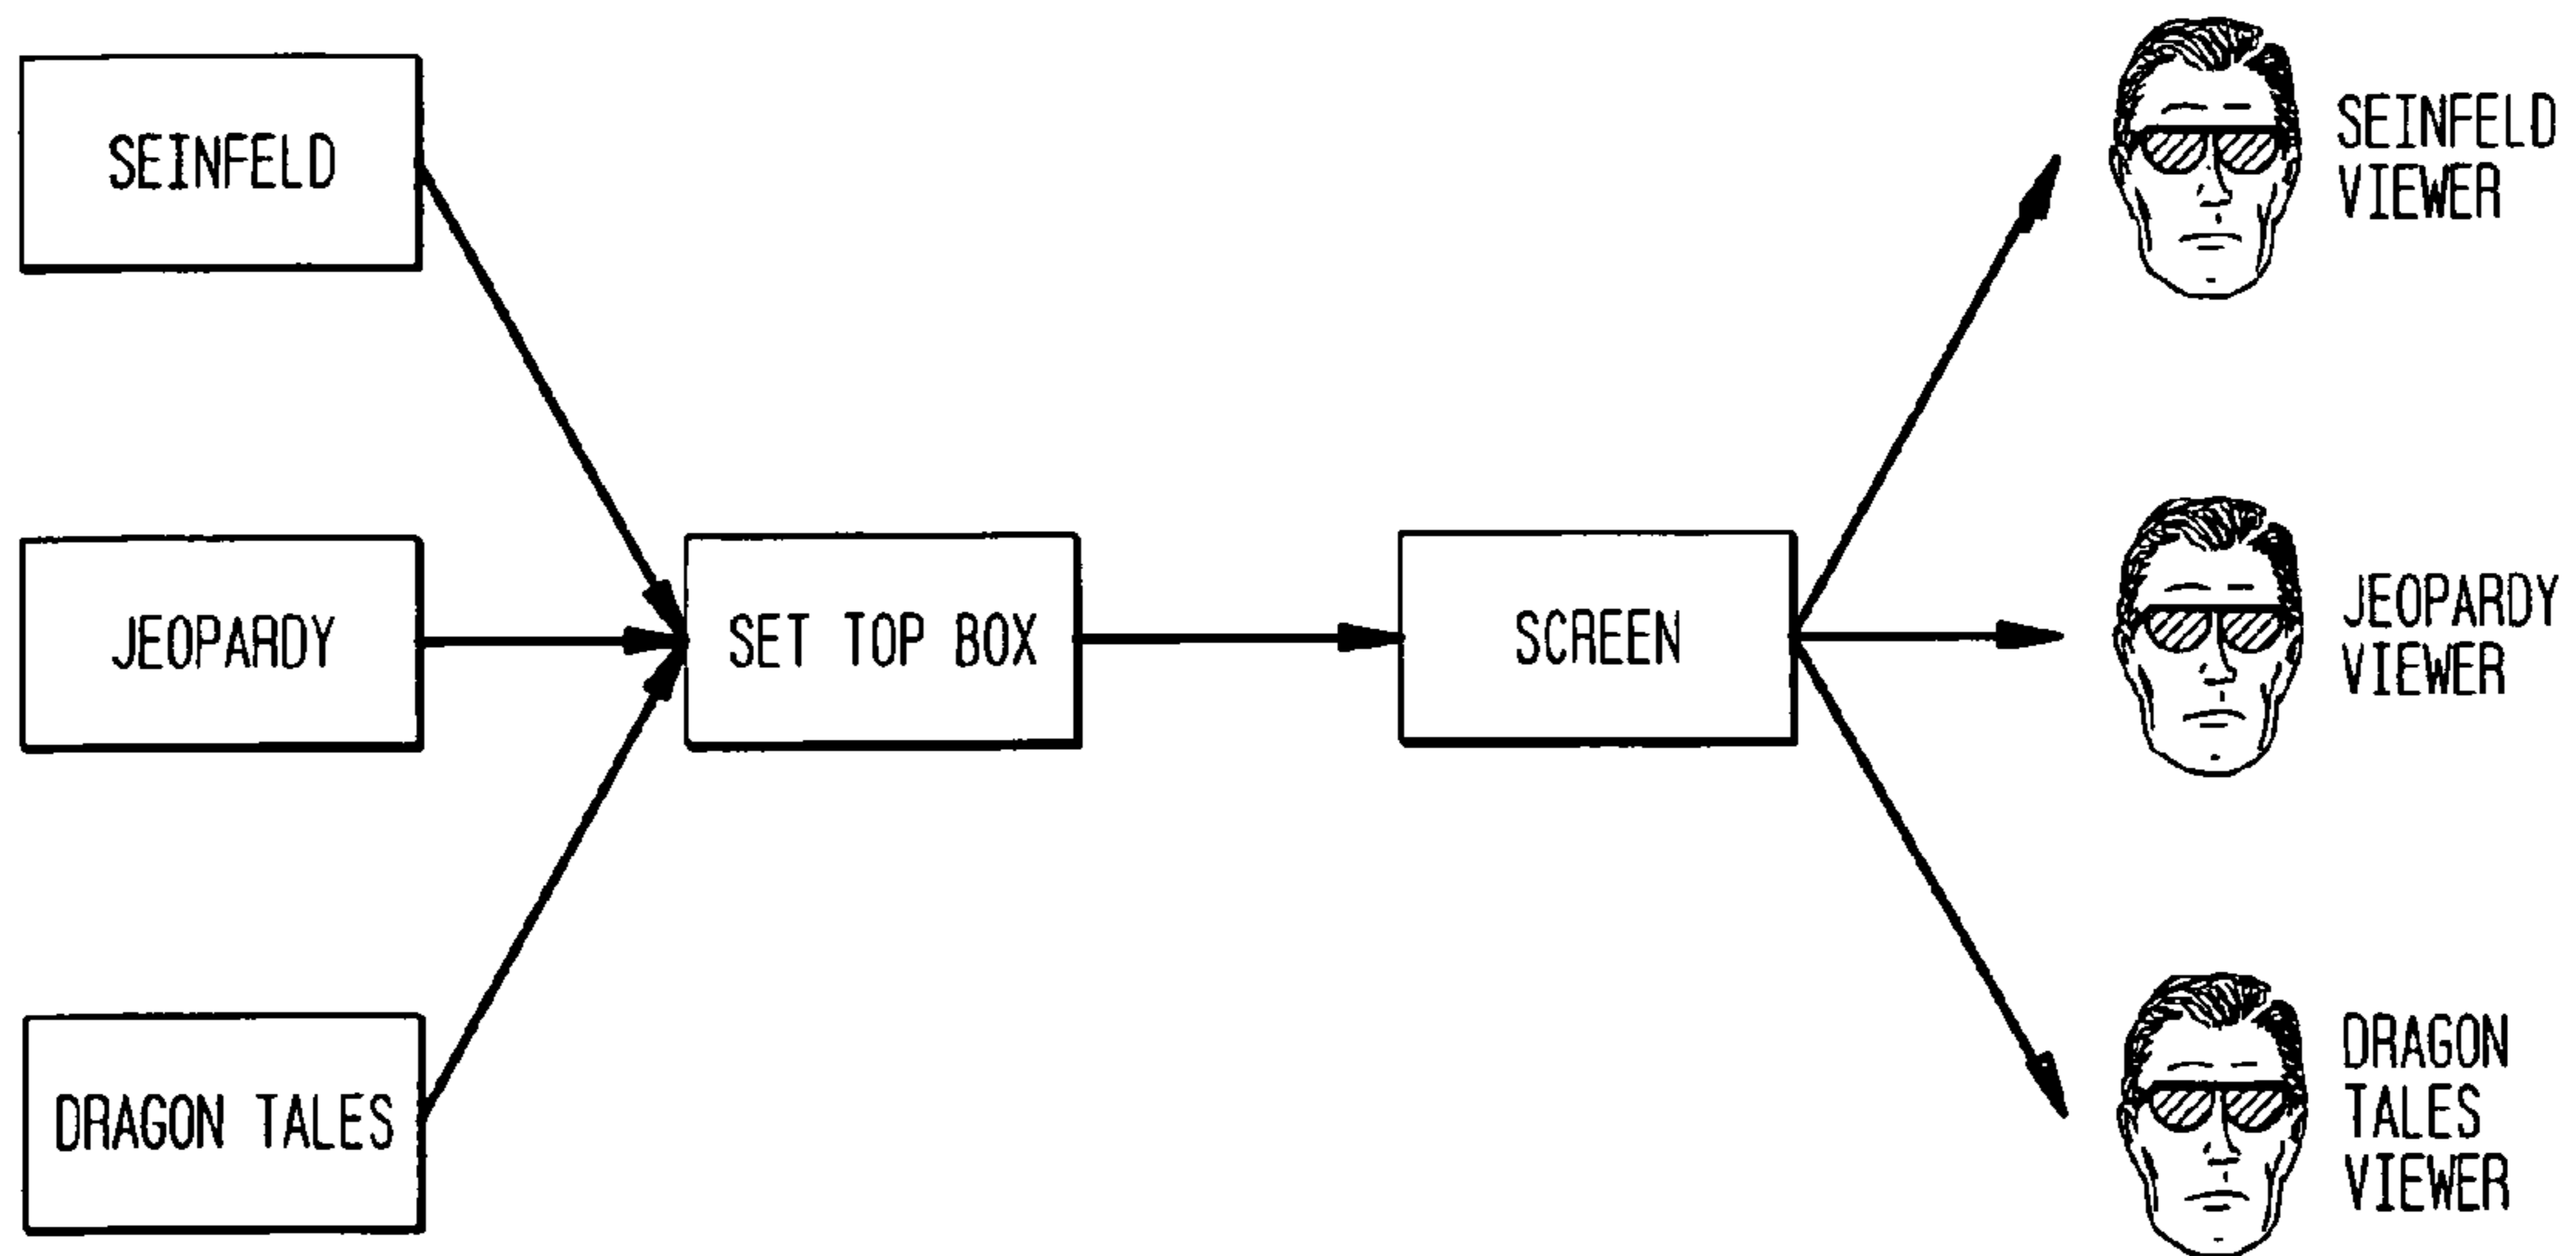 SEINFELD
JEOPARDY
DRAGON TALES
SET TOP BOX
SCREEN
SEINFELD
VIEWER
JEOPARDY
VIEWER
DRAGON
TALES
VIEWER